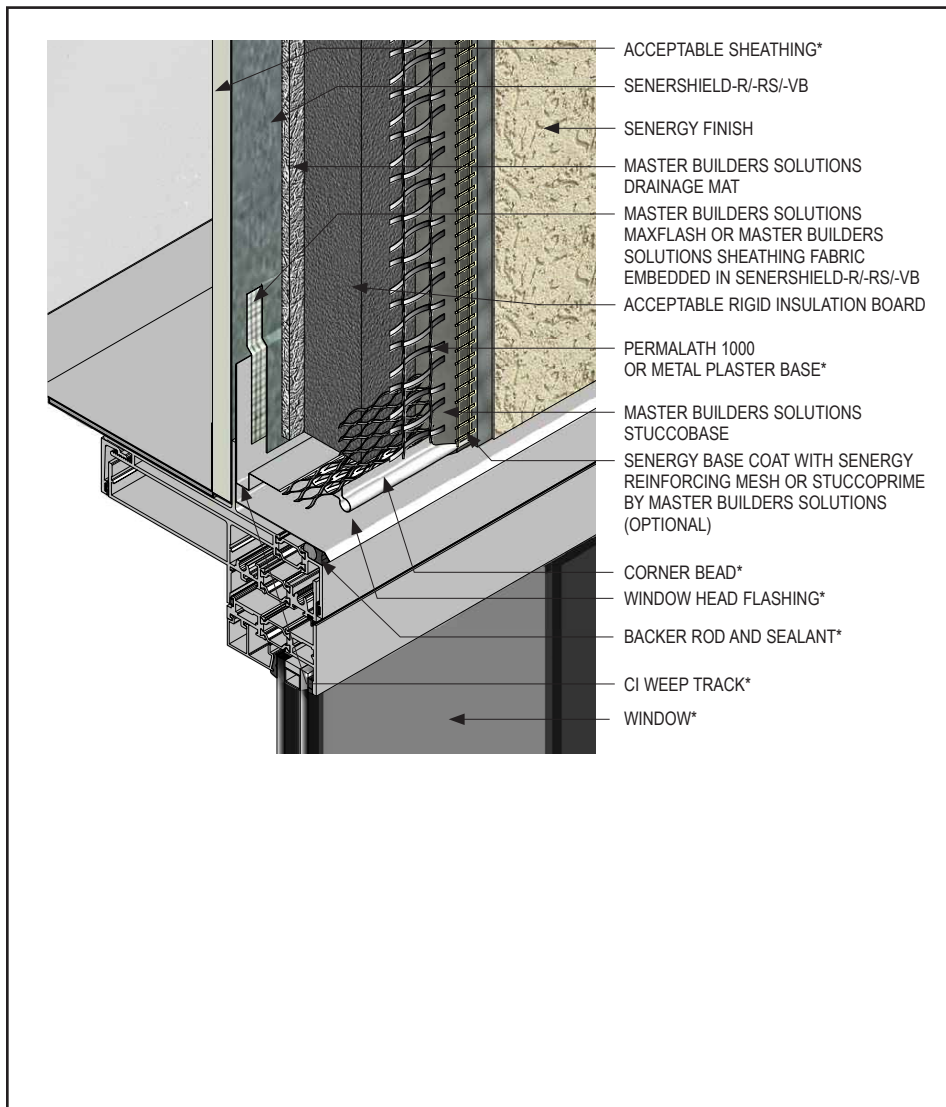 ACCEPTABLE SHEATHING*
SENERSHIELD-R/-RS/-VB
SENERGY FINISH
MASTER BUILDERS SOLUTIONS
DRAINAGE MAT
MASTER BUILDERS SOLUTIONS
MAXFLASH OR MASTER BUILDERS
SOLUTIONS SHEATHING FABRIC
EMBEDDED IN SENERSHIELD-R/-RS/-VB
ACCEPTABLE RIGID INSULATION BOARD
PERMALATH 1000
OR METAL PLASTER BASE*
MASTER BUILDERS SOLUTIONS
STUCCOBASE
SENERGY BASE COAT WITH SENERGY
REINFORCING MESH OR STUCCOPRIME
BY MASTER BUILDERS SOLUTIONS
(OPTIONAL)
CORNER BEAD*
WINDOW HEAD FLASHING*
BACKER ROD AND SEALANT*
CI WEEP TRACK*
WINDOW*